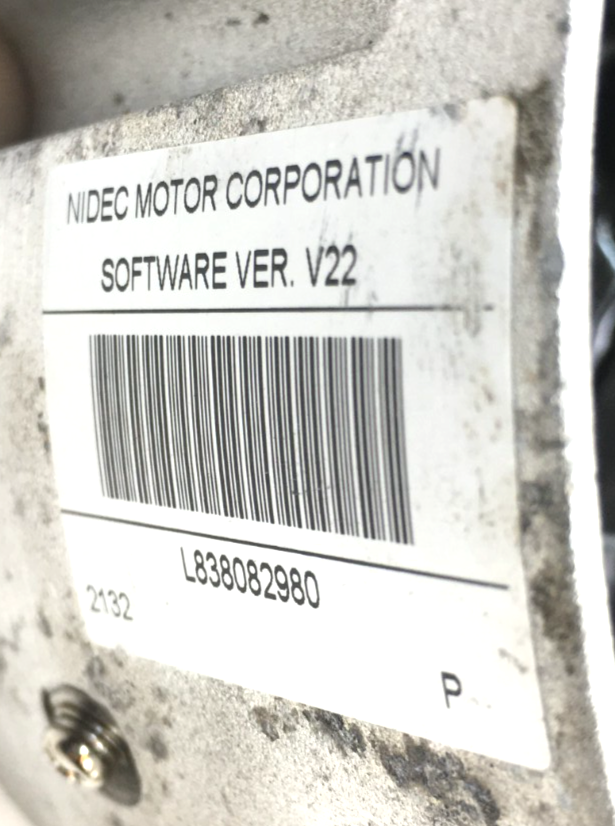 NIDEC MOTOR CORPORATION
SOFTWARE VER. V22
L838082980
2132
P